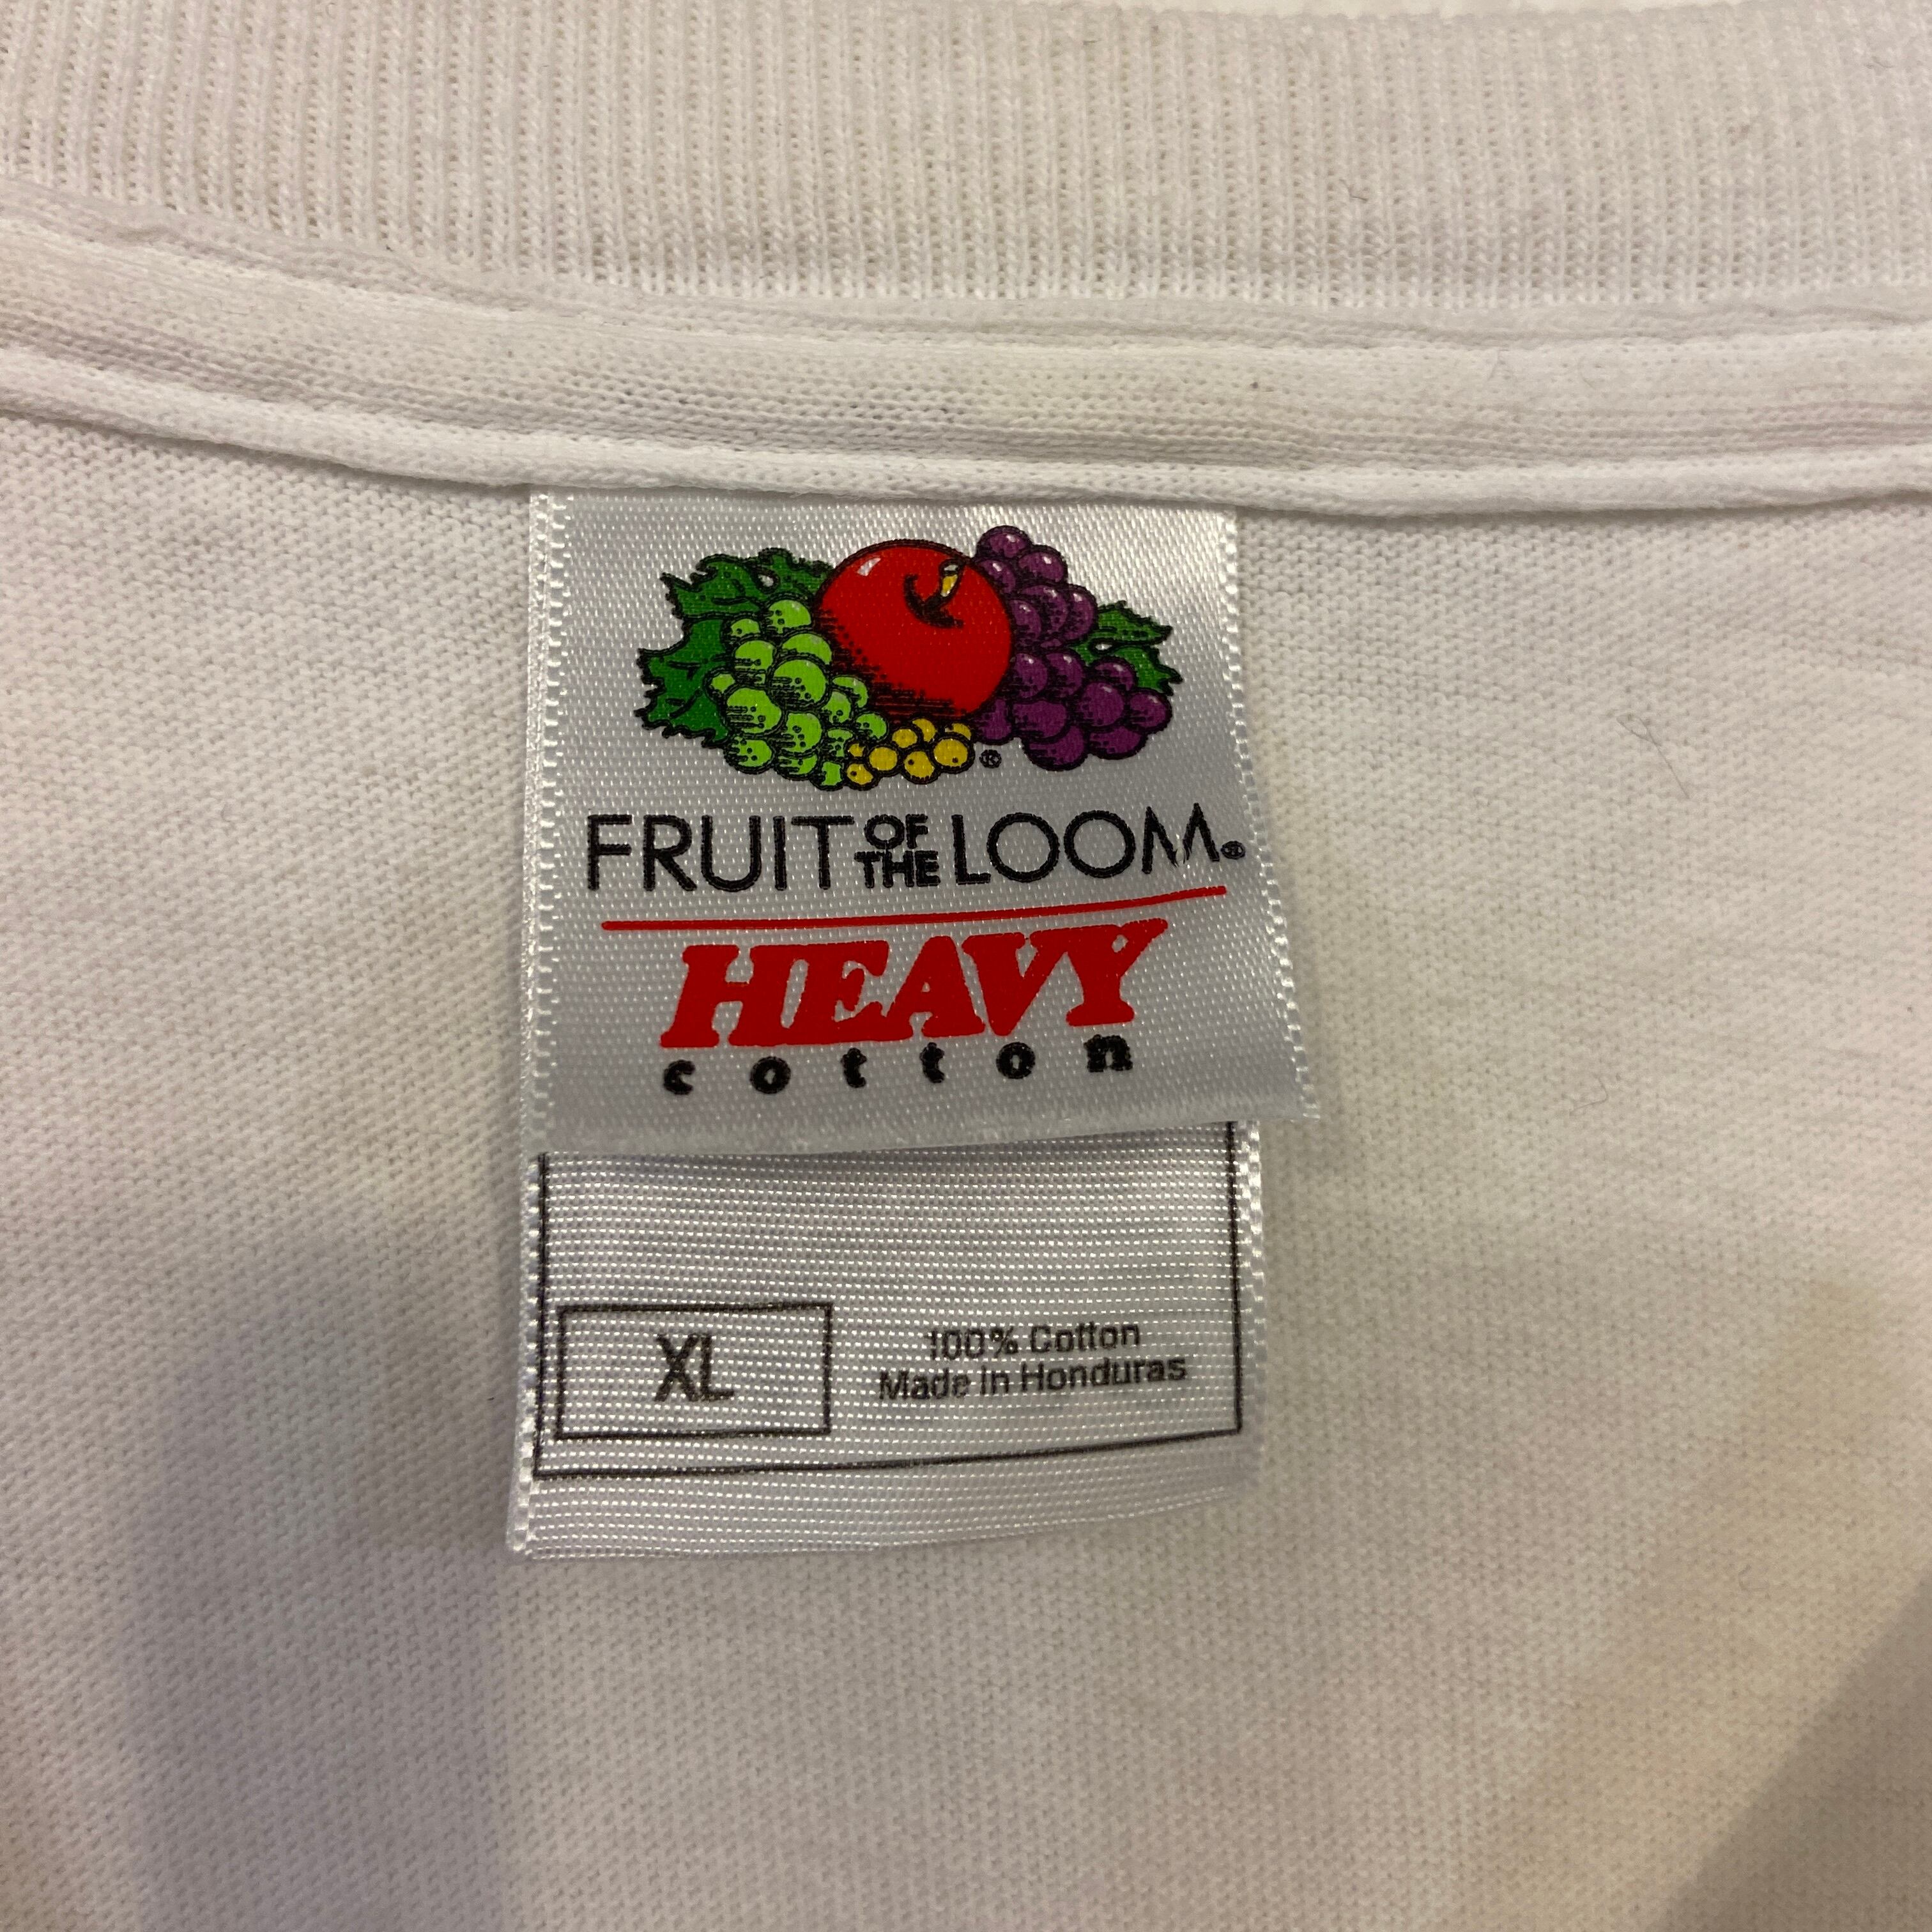 ®
FRUIT OF THE LOOM®
HEAVY
cotton
XL
100% Cotton
Made in Honduras